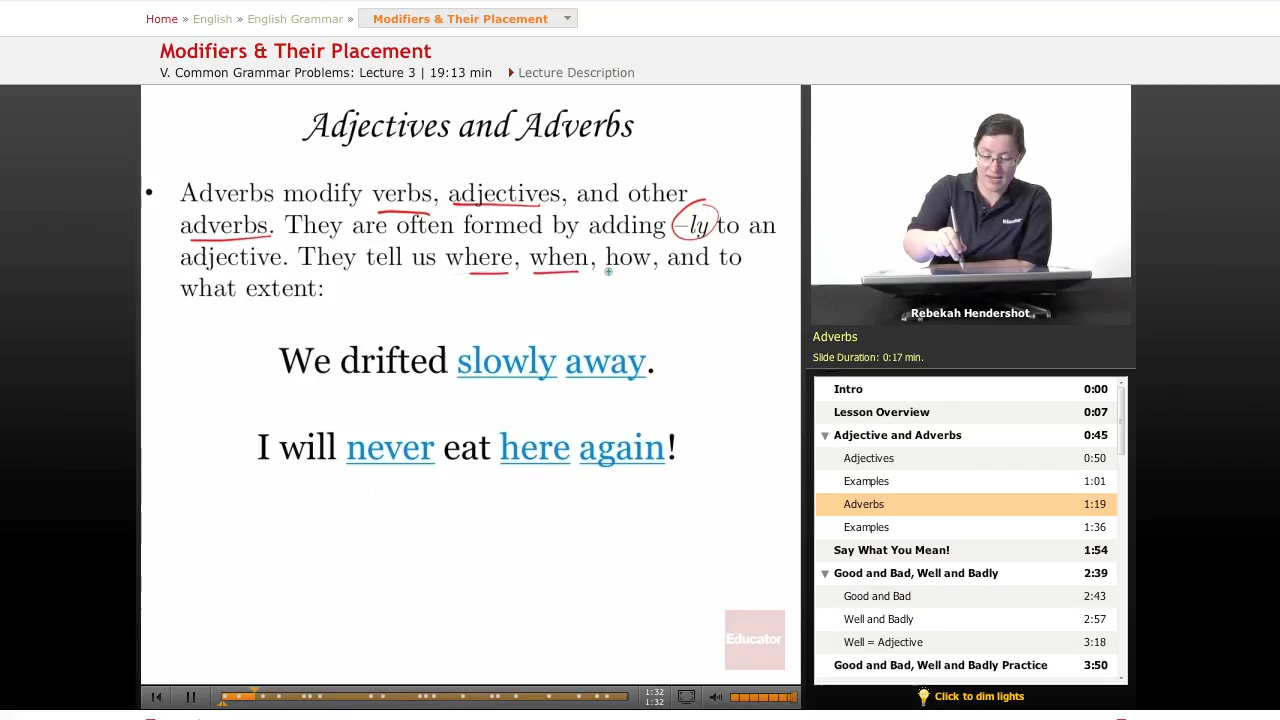 Home » English » English Grammar » Modifiers & Their Placement
Modifiers & Their Placement
V. Common Grammar Problems: Lecture 3 | 19:13 min Lecture Description
Adjectives and Adverbs
• Adverbs modify verbs, adjectives, and other
adverbs. They are often formed by adding –ly to an
adjective. They tell us where, when, how, and to
what extent:
We drifted slowly away.
I will never eat here again!
Educator
Educator
Rebekah Hendershot
Adverbs
Slide Duration: 0:17 min.
Intro 0:00
Lesson Overview 0:07
Adjective and Adverbs 0:45
Adjectives 0:50
Examples 1:01
Adverbs 1:19
Examples 1:36
Say What You Mean! 1:54
Good and Bad, Well and Badly 2:39
Good and Bad 2:43
Well and Badly 2:57
Well = Adjective 3:18
Good and Bad, Well and Badly Practice 3:50
1:32
1:32
Click to dim lights